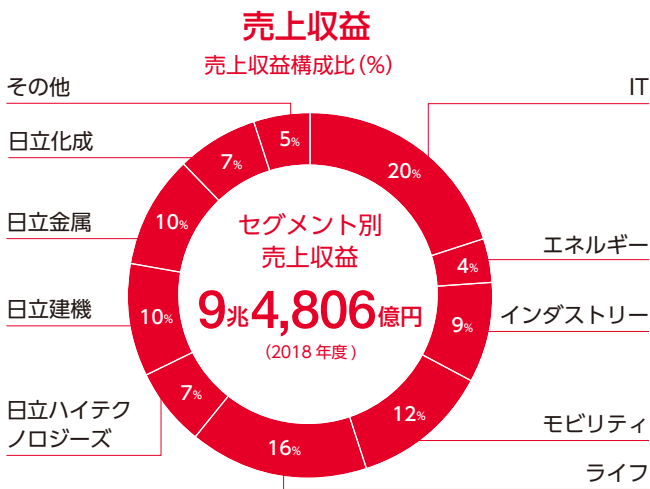 売上収益
売上収益構成比(%)
その他
IT
日立化成
5%
7%
20%
日立金属
10%
セグメント別
売上収益
エネルギー
4%
日立建機
10%
9兆4,806億円
(2018年度)
インダストリー
9%
日立ハイテク
ノロジーズ
7%
12%
モビリティ
16%
ライフ